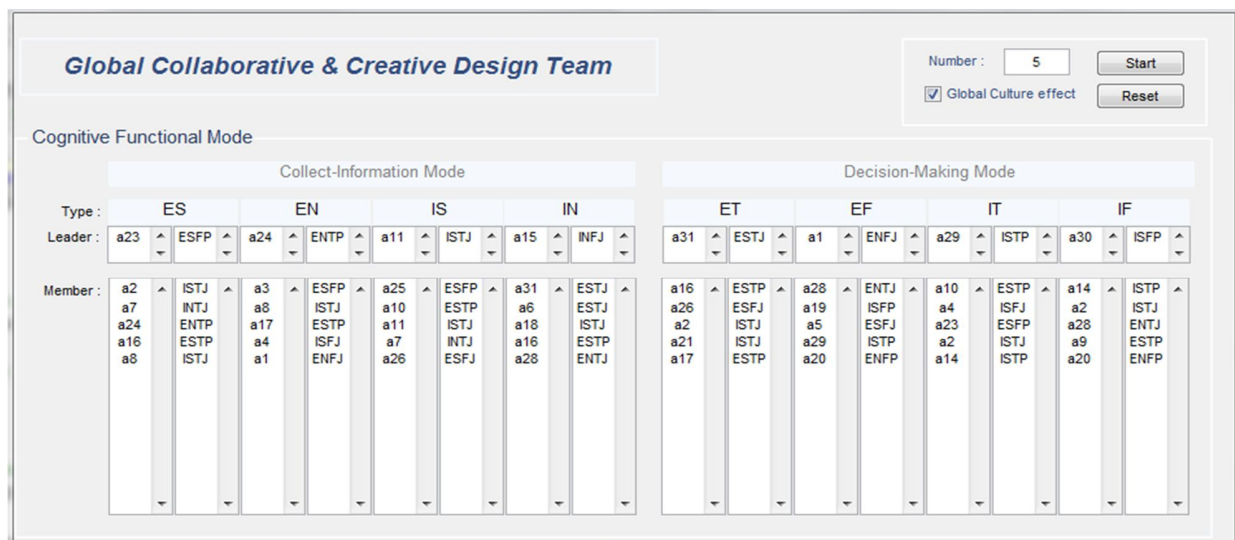 Global Collaborative & Creative Design Team
Number : 5 Start
Global Culture effect Reset
Cognitive Functional Mode
Collect-Information Mode Decision-Making Mode
Type : ES EN IS IN ET EF IT IF
Leader : a23 ESFP a24 ENTP a11 ISTJ a15 INFJ a31 ESTJ a1 ENFJ a29 ISTP a30 ISFP
Member : a2 ISTJ a3 ESFP a25 ESFP a31 ESTJ a16 ESTP a28 ENTJ a10 ESTP a14 ISTP
a7 INTJ a8 ISTJ a10 ESTP a6 ESTJ a26 ESFJ a19 ISFP a4 ISFJ a2 ISTJ
a24 ENTP a17 ESTP a11 ISTJ a18 ISTJ a2 ISTJ a5 ESFJ a23 ESFP a28 ENTJ
a16 ESTP a4 ISFJ a7 INTJ a16 ESTP a21 ISTJ a29 ISTP a2 ISTJ a9 ESTP
a8 ISTJ a1 ENFJ a26 ESFJ a28 ENTJ a17 ESTP a20 ENFP a14 ISTP a20 ENFP